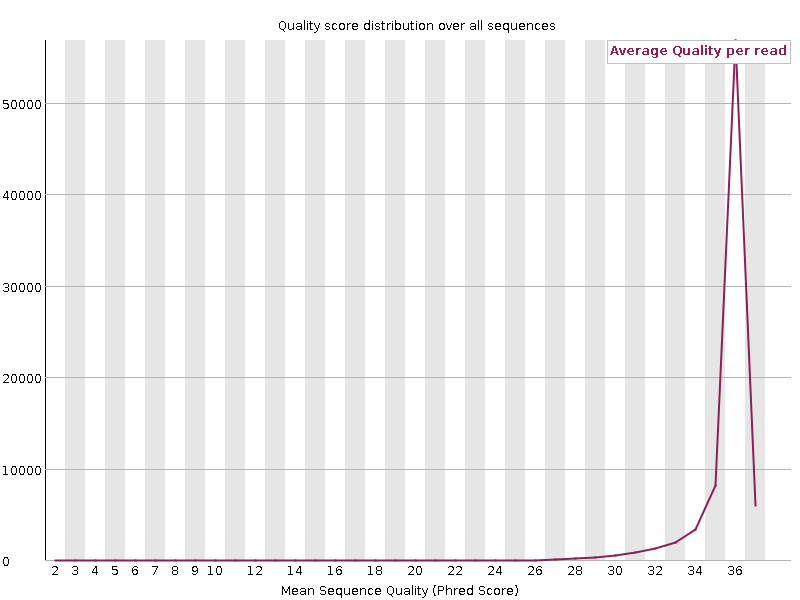 Quality score distribution over all sequences
Average Quality per read
50000
40000
30000
20000
10000
0
2 3 4 5 6 7 8 9 10 12 14 16 18 20 22 24 26 28 30 32 34 36
Mean Sequence Quality (Phred Score)